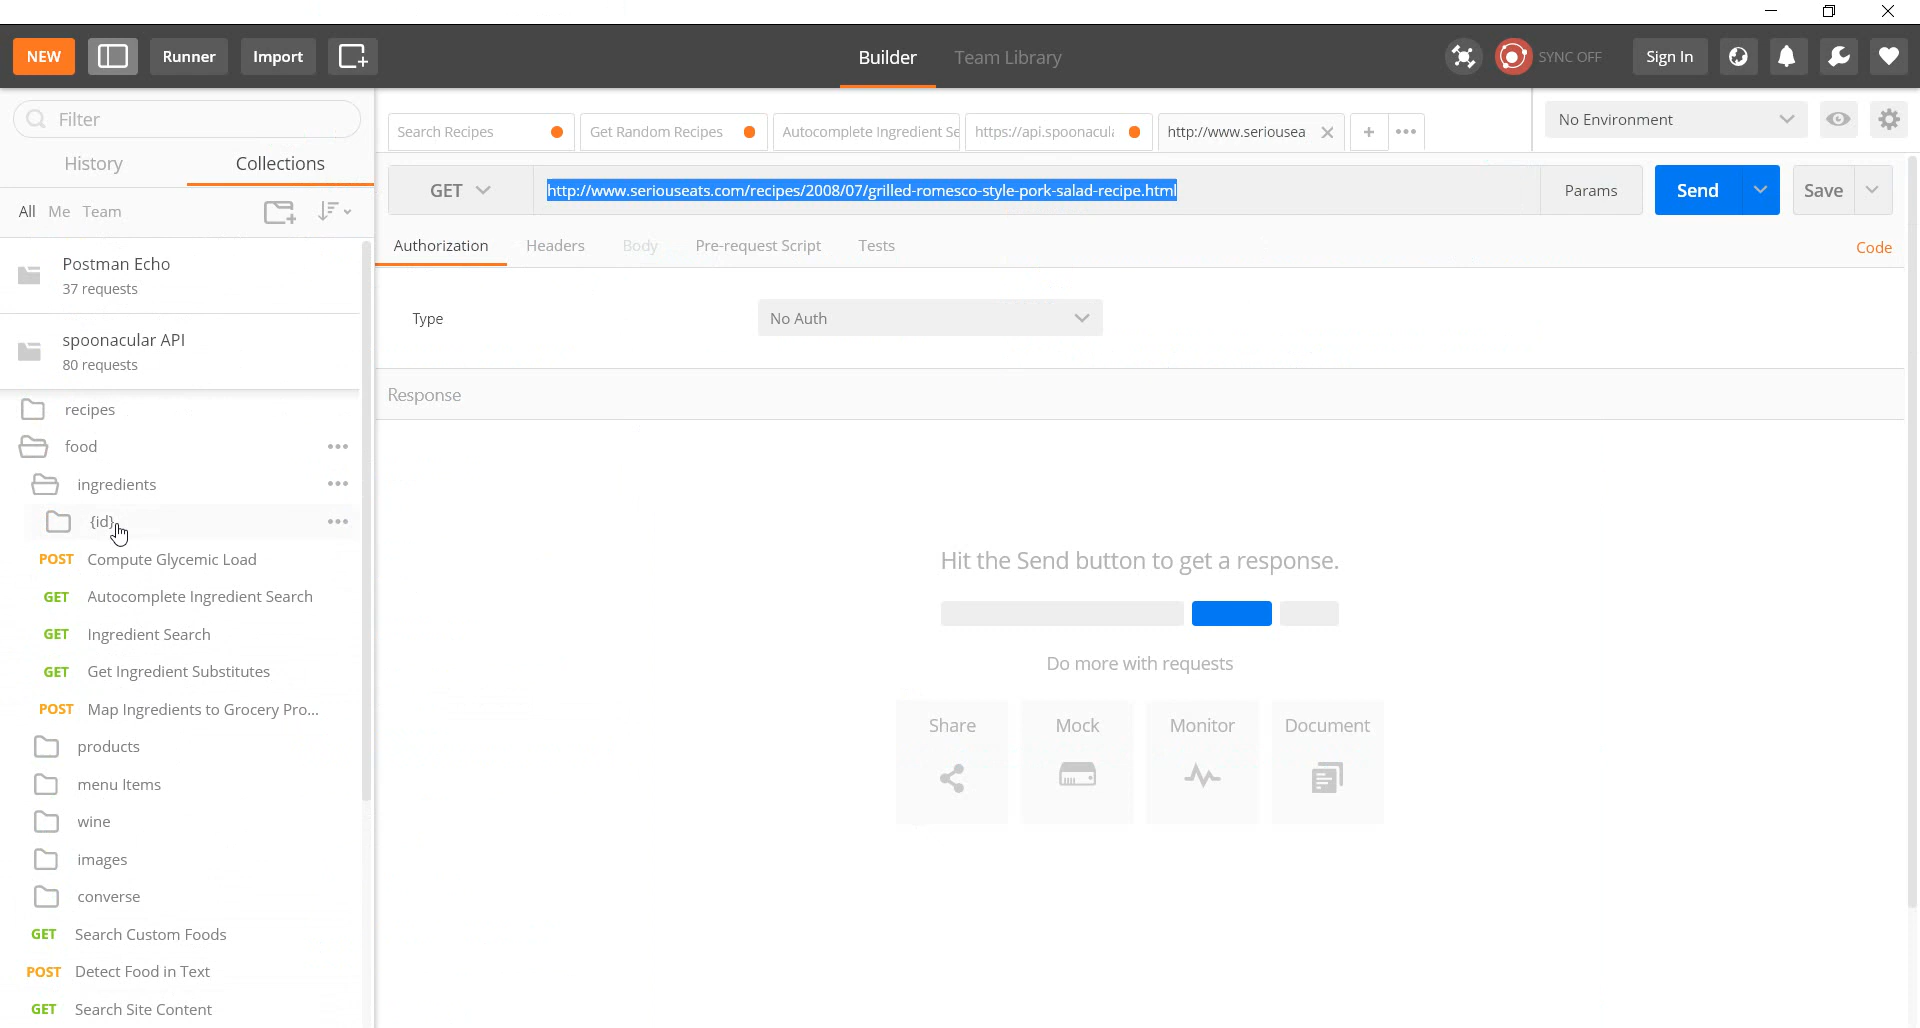 NEW
Runner
Import
Builder
Team Library
SYNC OFF
Sign In
Filter
History
Collections
All Me Team
Postman Echo
37 requests
spoonacular API
80 requests
recipes
food
ingredients
{id}
POST Compute Glycemic Load
GET Autocomplete Ingredient Search
GET Ingredient Search
GET Get Ingredient Substitutes
POST Map Ingredients to Grocery Pro...
products
menu Items
wine
images
converse
GET Search Custom Foods
POST Detect Food in Text
GET Search Site Content
Search Recipes
Get Random Recipes
Autocomplete Ingredient Se
https://api.spoonacula
http://www.seriousea
No Environment
GET
http://www.seriouseats.com/recipes/2008/07/grilled-romesco-style-pork-salad-recipe.html
Params
Send
Save
Authorization
Headers
Body
Pre-request Script
Tests
Code
Type
No Auth
Response
Hit the Send button to get a response.
Do more with requests
Share
Mock
Monitor
Document